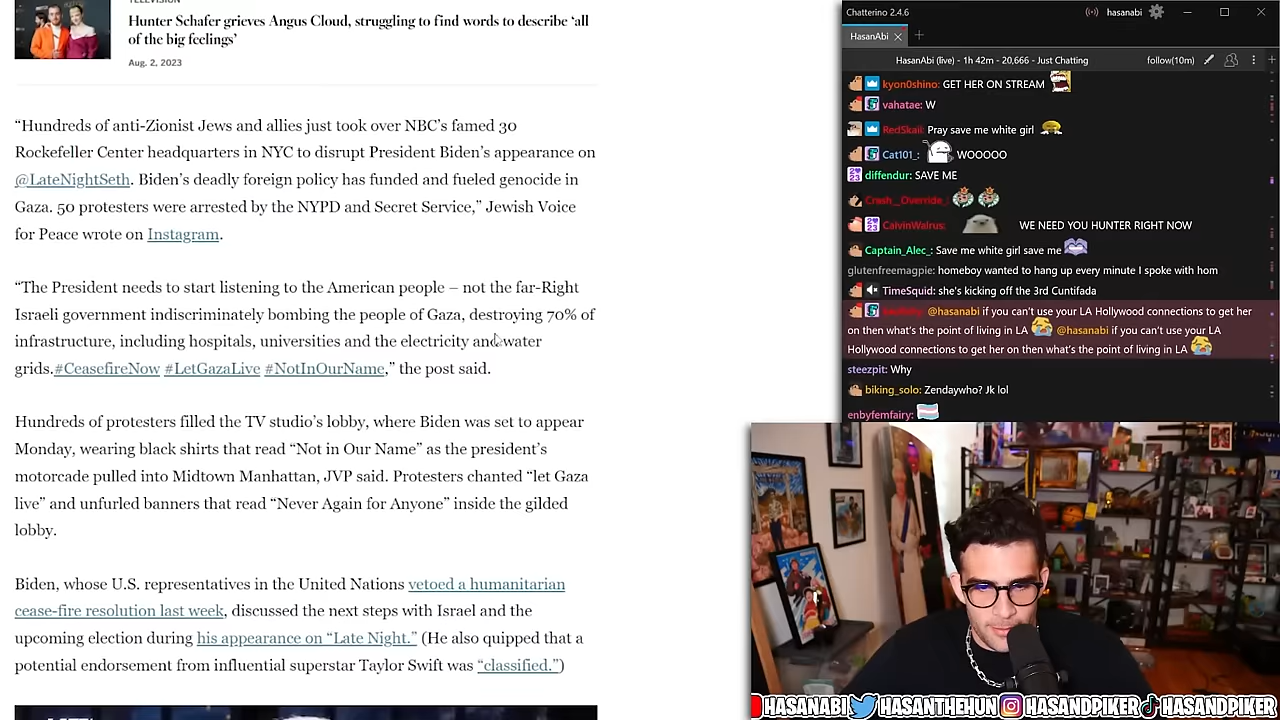 TELEVISION
Hunter Schafer grieves Angus Cloud, struggling to find words to describe ‘all
of the big feelings’
Aug. 2, 2023
“Hundreds of anti-Zionist Jews and allies just took over NBC’s famed 30
Rockefeller Center headquarters in NYC to disrupt President Biden’s appearance on
@LateNightSeth. Biden’s deadly foreign policy has funded and fueled genocide in
Gaza. 50 protesters were arrested by the NYPD and Secret Service,” Jewish Voice
for Peace wrote on Instagram.
“The President needs to start listening to the American people – not the far-Right
Israeli government indiscriminately bombing the people of Gaza, destroying 70% of
infrastructure, including hospitals, universities and the electricity and water
grids.#CeasefireNow #LetGazaLive #NotInOurName,” the post said.
Hundreds of protesters filled the TV studio’s lobby, where Biden was set to appear
Monday, wearing black shirts that read “Not in Our Name” as the president’s
motorcade pulled into Midtown Manhattan, JVP said. Protesters chanted “let Gaza
live” and unfurled banners that read “Never Again for Anyone” inside the gilded
lobby.
Biden, whose U.S. representatives in the United Nations vetoed a humanitarian
cease-fire resolution last week, discussed the next steps with Israel and the
upcoming election during his appearance on “Late Night.” (He also quipped that a
potential endorsement from influential superstar Taylor Swift was “classified.”)
Chatterino 2.4.6
hasanabi
HasanAbi
HasanAbi (live) - 1h 42m - 20,666 - Just Chatting
follow(10m)
kyon0shino: GET HER ON STREAM
vahatae: W
RedSkaii: Pray save me white girl
Cat101_: WOOOOO
diffendur: SAVE ME
Crash__Override_:
CalvinWalrus: WE NEED YOU HUNTER RIGHT NOW
Captain_Alec_: Save me white girl save me
glutenfreemagpie: homeboy wanted to hang up every minute I spoke with hom
TimeSquid: she's kicking off the 3rd Cuntifada
@hasanabi if you can't use your LA Hollywood connections to get her
on then what's the point of living in LA @hasanabi if you can't use your LA
Hollywood connections to get her on then what's the point of living in LA
steezpit: Why
biking_solo: Zendaywho? Jk lol
enbyfemfairy:
HASANABI HASANTHEHUN HASANDPIKER HASANDPIKER